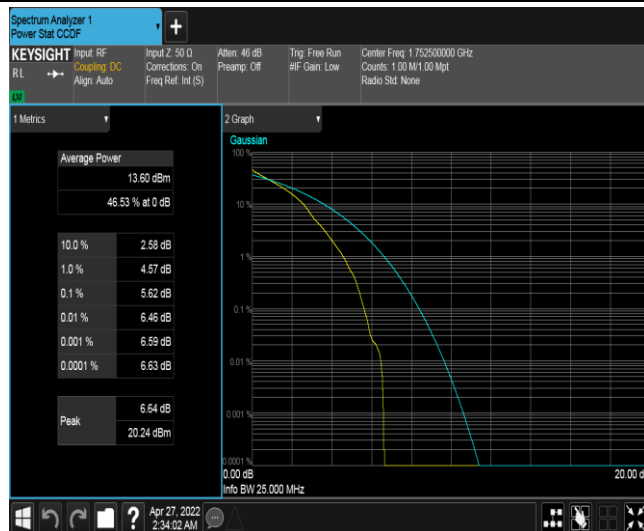 Spectrum Analyzer 1
Power Stat CCDF
KEYSIGHT
Input: RF
Coupling: DC
Align: Auto
Input Z: 50 Ω
Corrections: On
Freq Ref: Int (S)
Atten: 46 dB
Preamp: Off
Trig: Free Run
#IF Gain: Low
Center Freq: 1.752500000 GHz
Counts: 1.00 M/1.00 Mpt
Radio Std: None
R L
1 Metrics
Average Power
13.60 dBm
46.53 % at 0 dB
10.0 % 2.58 dB
1.0 % 4.57 dB
0.1 % 5.62 dB
0.01 % 6.46 dB
0.001 % 6.59 dB
0.0001 % 6.63 dB
Peak
6.64 dB
20.24 dBm
2 Graph
Gaussian
100 %
10 %
1 %
0.1 %
0.01 %
0.001 %
0.0001 %
0.00 dB
20.00 d
Info BW 25.000 MHz
?
Apr 27, 2022
2:34:02 AM